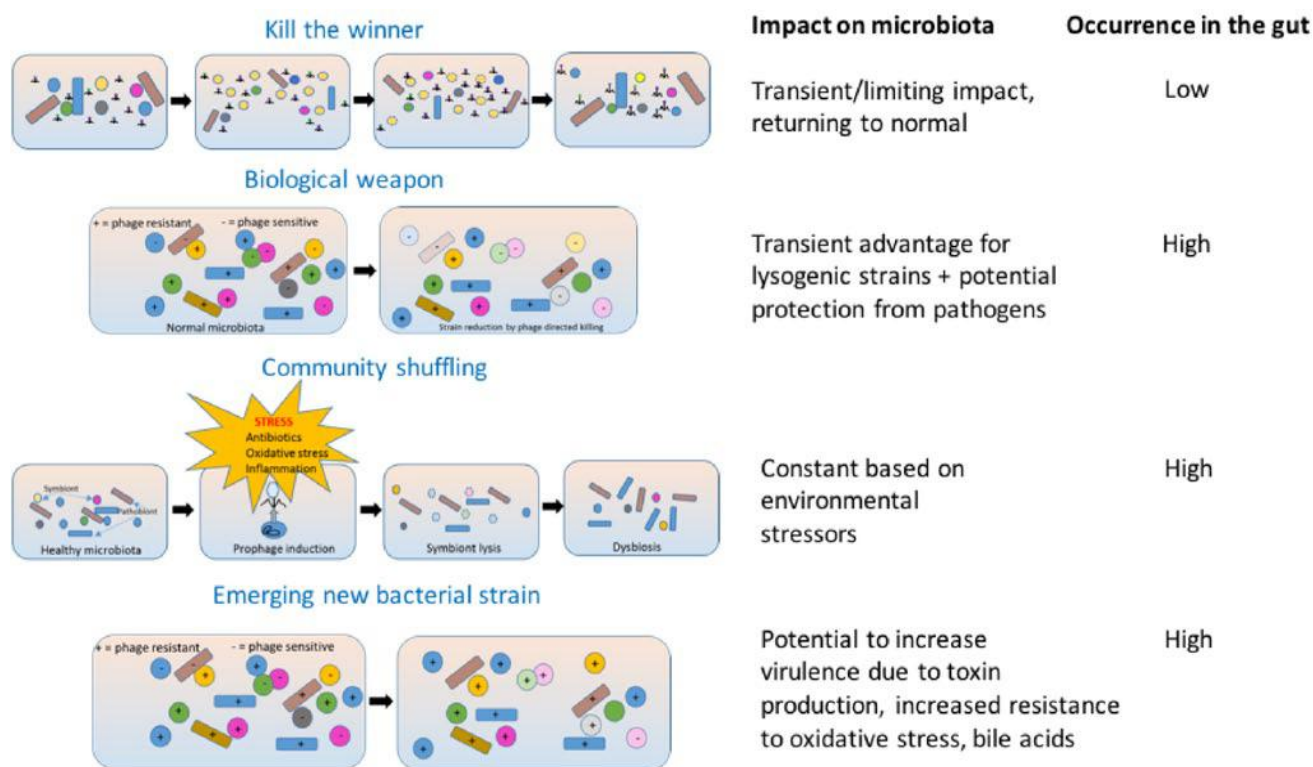 Kill the winner
Impact on microbiota
Occurrence in the gut
Transient/limiting impact,
returning to normal
Low
Biological weapon
+ = phage resistant
- = phage sensitive
Normal microbiota
Strain reduction by phage directed killing
Transient advantage for
lysogenic strains + potential
protection from pathogens
High
Community shuffling
STRESS
Antibiotics
Oxidative stress
Inflammation
Symbiont
Pathobiont
Healthy microbiota
Prophage induction
Symbiont lysis
Dysbiosis
Constant based on
environmental
stressors
High
Emerging new bacterial strain
+ = phage resistant
- = phage sensitive
Potential to increase
virulence due to toxin
production, increased resistance
to oxidative stress, bile acids
High